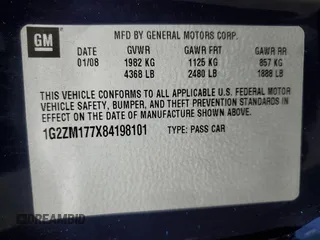 GM
MFD BY GENERAL MOTORS CORP.
DATE GVWR GAWR FRT GAWR RR
01/08 1982 KG 1125 KG 857 KG
4368 LB 2480 LB 1888 LB
THIS VEHICLE CONFORMS TO ALL APPLICABLE U.S. FEDERAL MOTOR
VEHICLE SAFETY, BUMPER, AND THEFT PREVENTION STANDARDS
IN EFFECT ON THE DATE OF MANUFACTURE SHOWN ABOVE.
1G2ZM177X84198101 TYPE: PASS CAR
DREAMBID